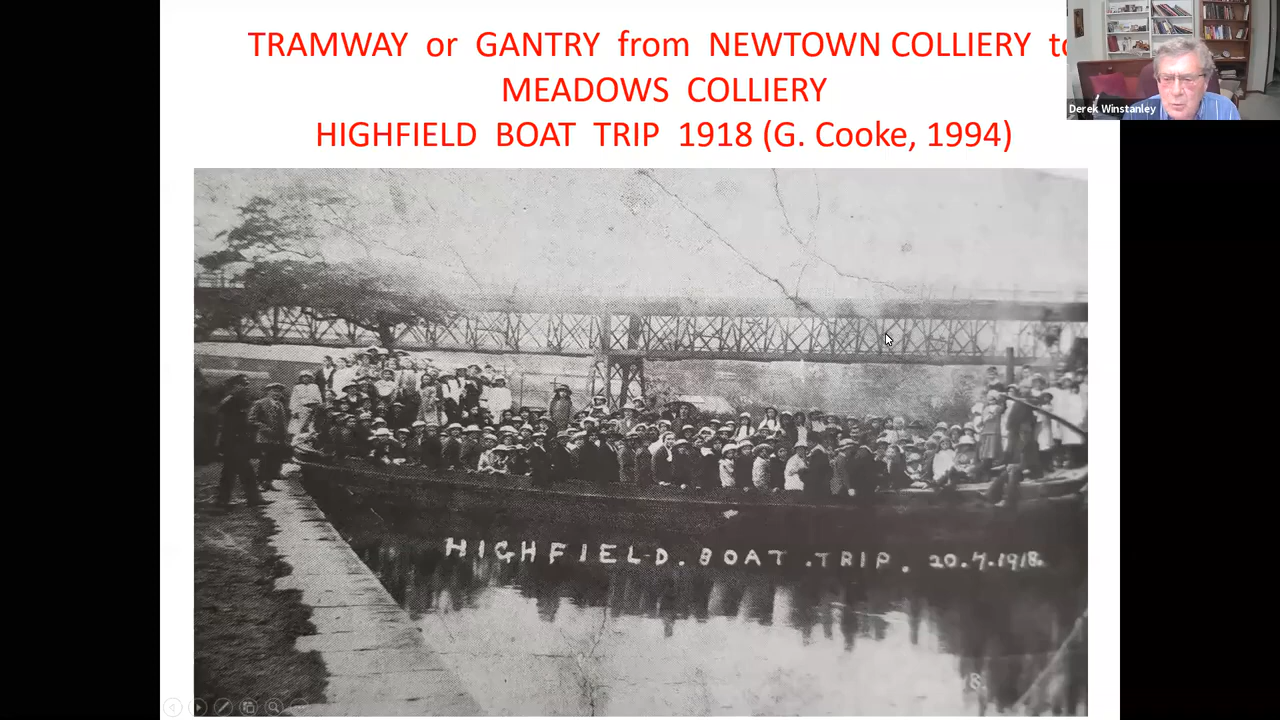 TRAMWAY or GANTRY from NEWTOWN COLLIERY
MEADOWS COLLIERY
HIGHFIELD BOAT TRIP 1918 (G. Cooke, 1994)
Derek Winstanley
HIGHFIELD. BOAT .TRIP. 20.7.1918.
8.